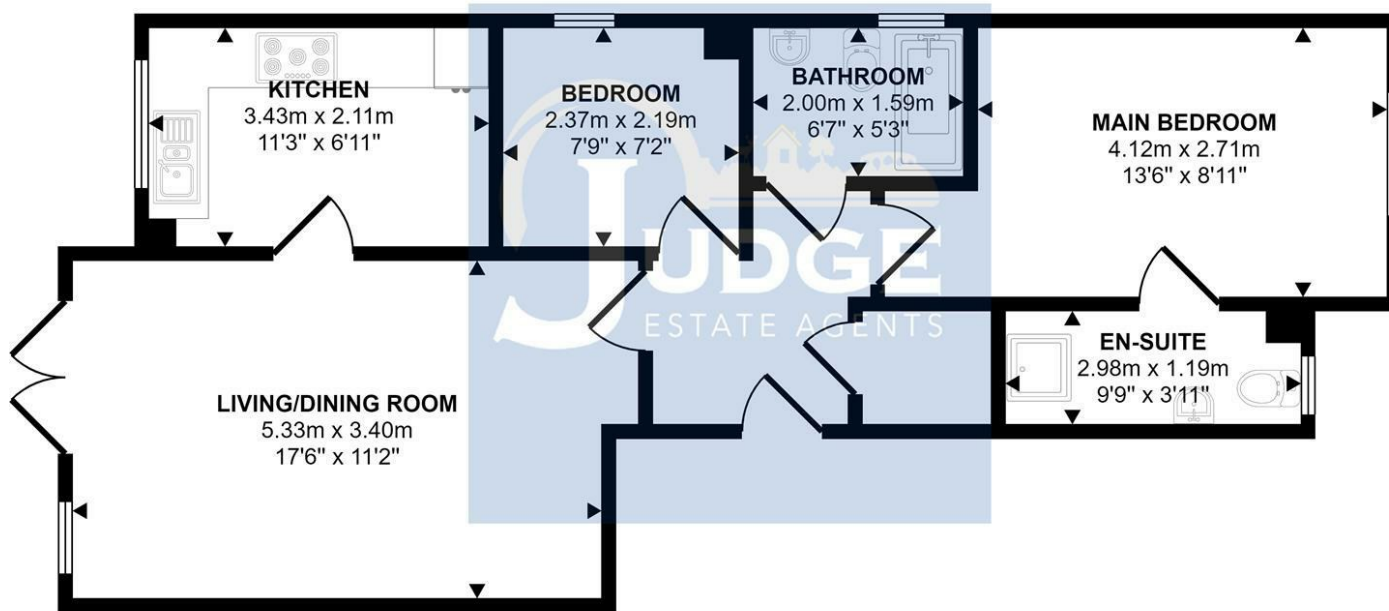 KITCHEN
3.43m x 2.11m
11'3" x 6'11"
BEDROOM
2.37m x 2.19m
7'9" x 7'2"
BATHROOM
2.00m x 1.59m
6'7" x 5'3"
MAIN BEDROOM
4.12m x 2.71m
13'6" x 8'11"
JUDGE
ESTATE AGENTS
EN-SUITE
2.98m x 1.19m
9'9" x 3'11"
LIVING/DINING ROOM
5.33m x 3.40m
17'6" x 11'2"